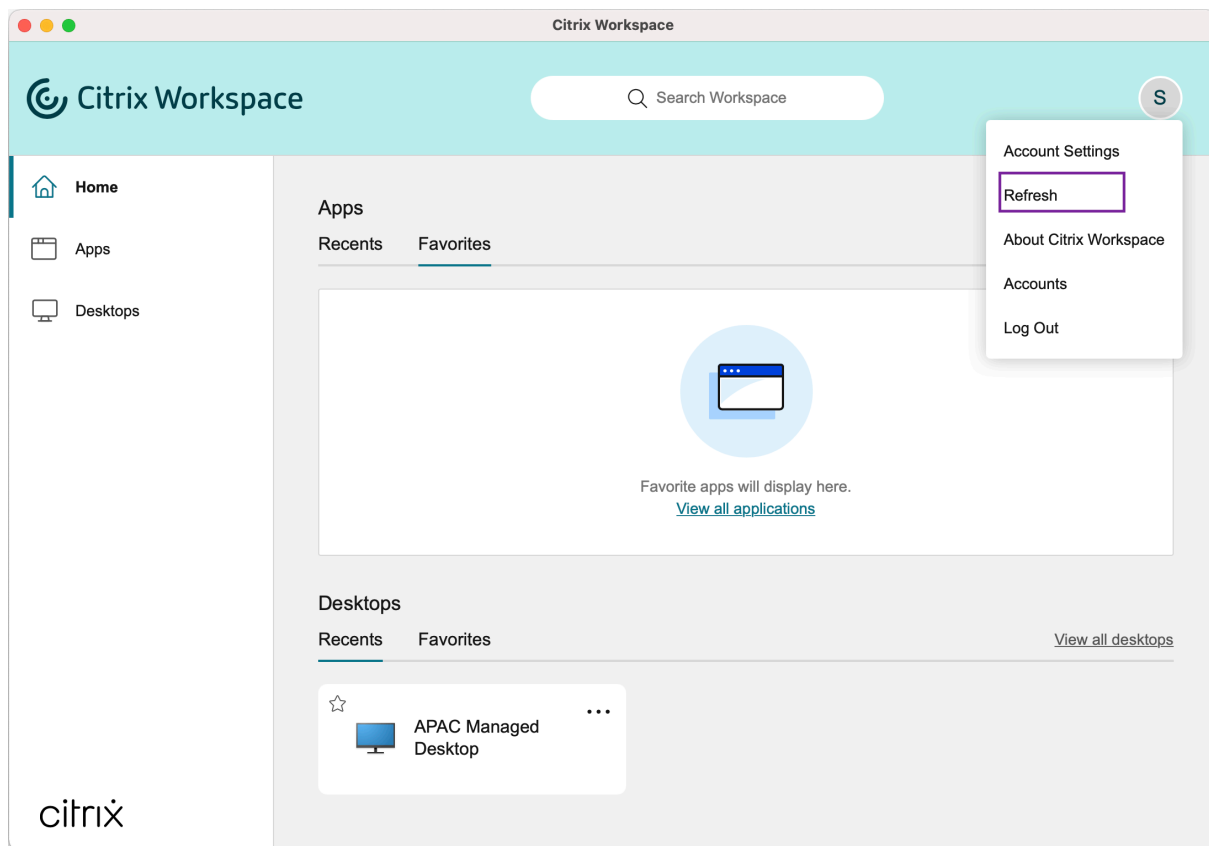 Citrix Workspace
Citrix Workspace
Search Workspace
S
Account Settings
Refresh
About Citrix Workspace
Accounts
Log Out
Home
Apps
Desktops
Apps
Recents Favorites
Favorite apps will display here.
View all applications
Desktops
Recents Favorites View all desktops
APAC Managed
Desktop
citrix